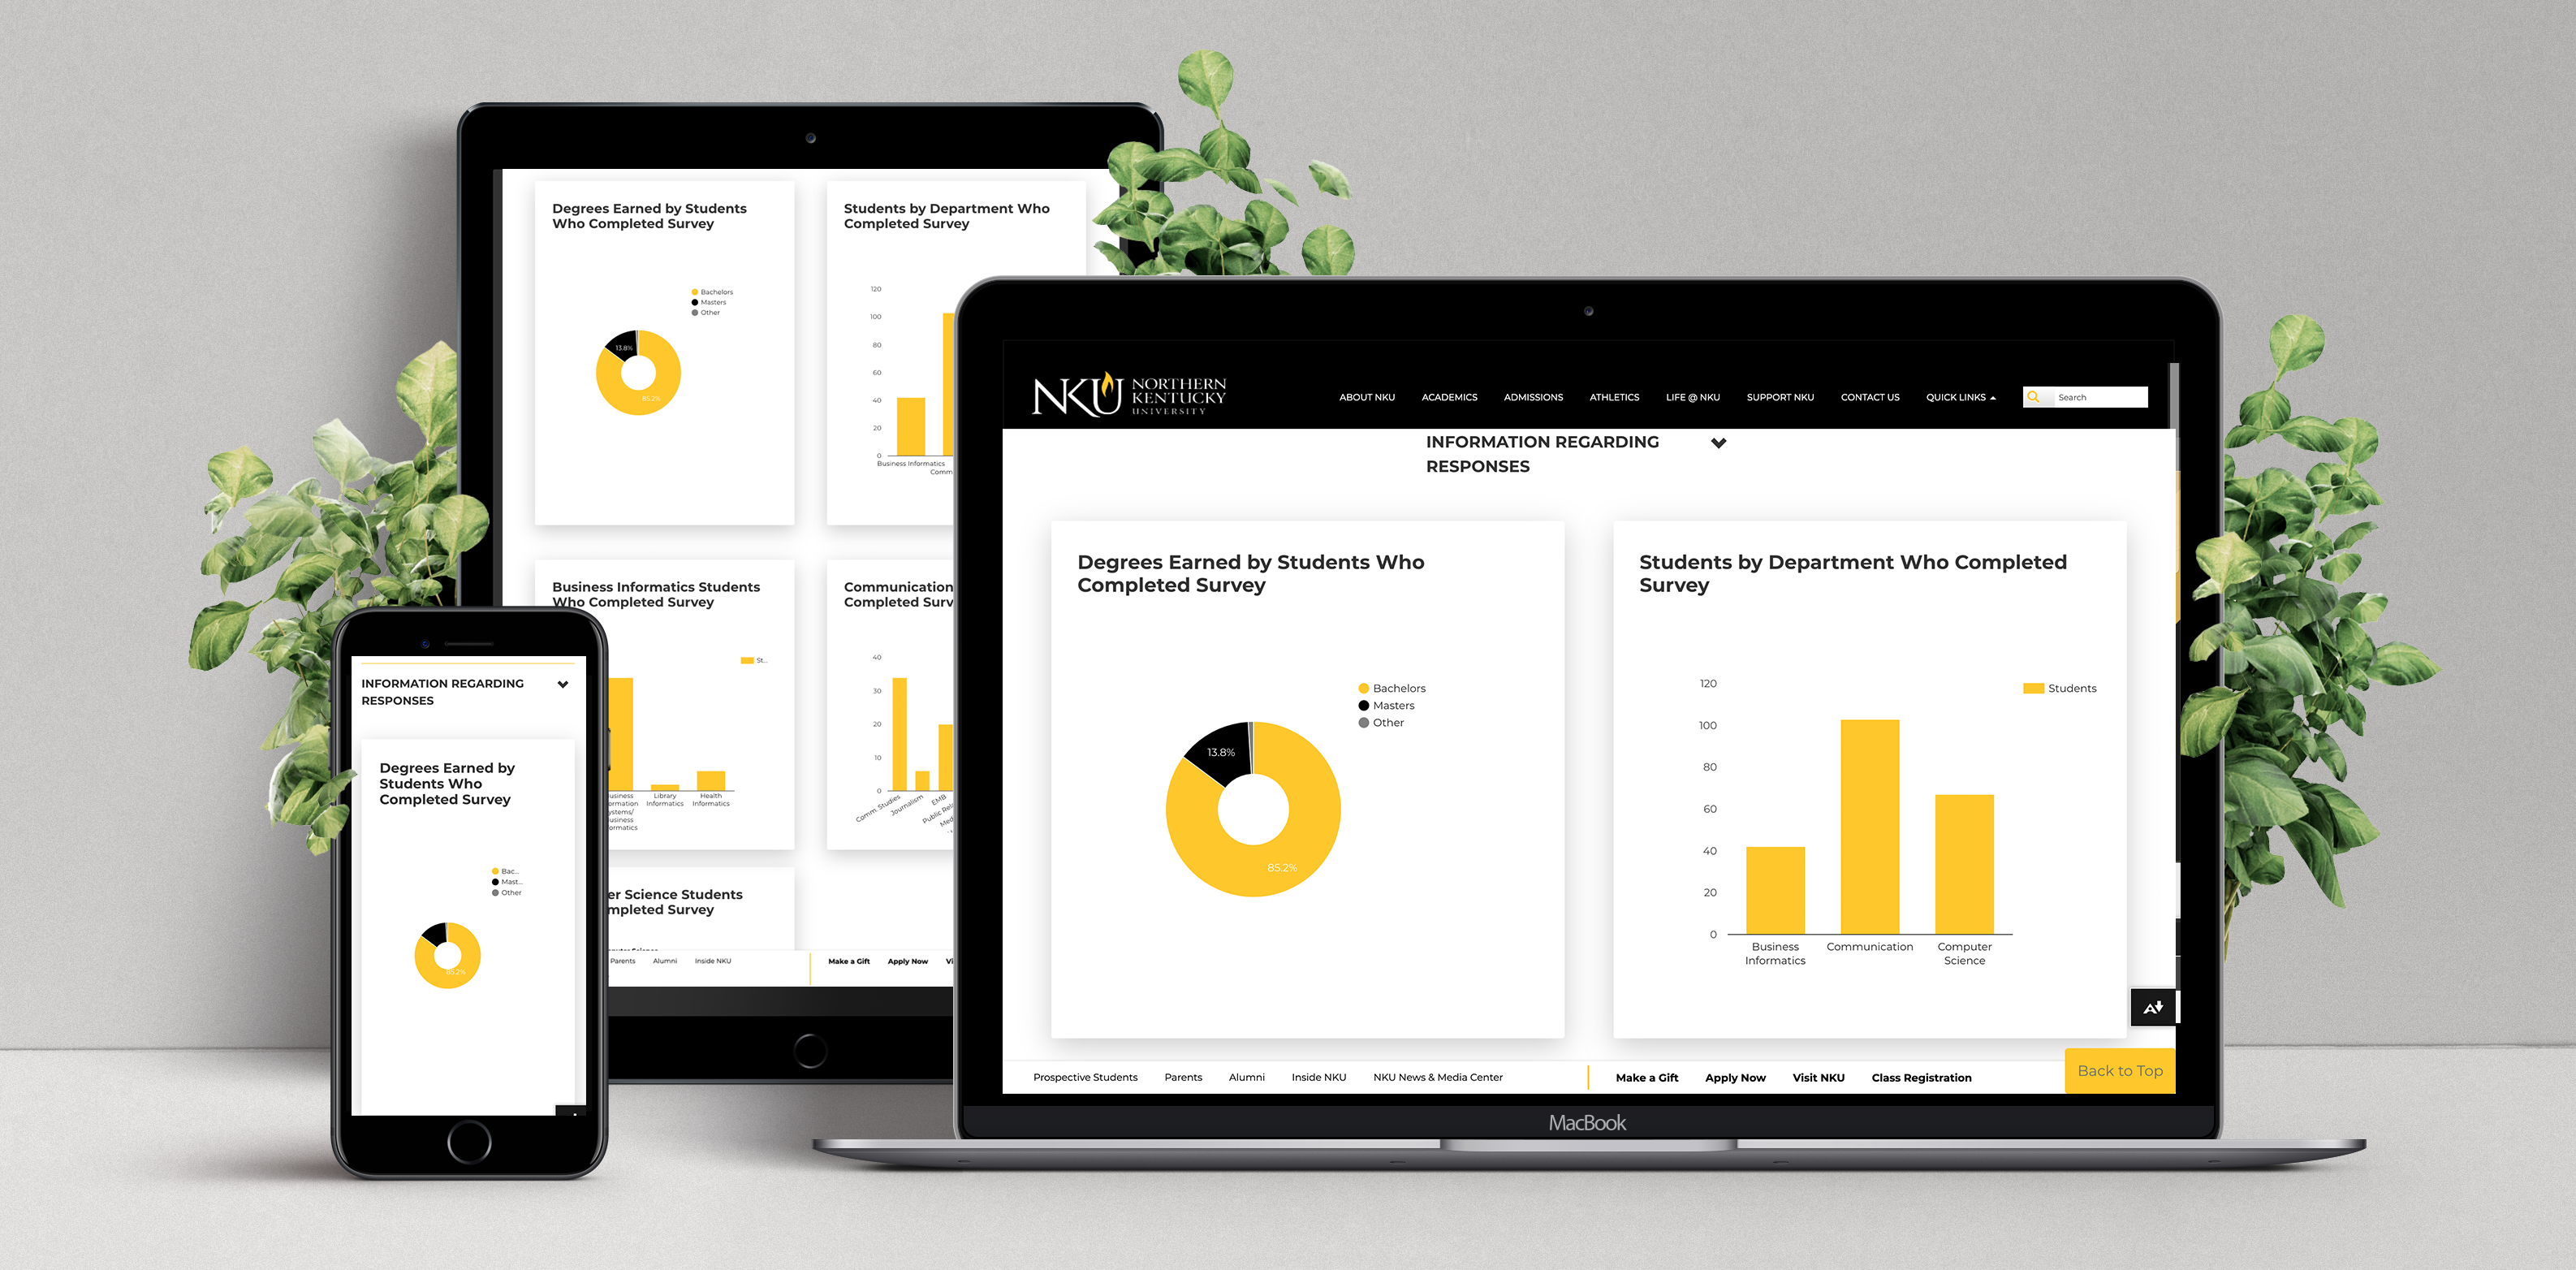 Degrees Earned by Students
Who Completed Survey
Bachelors
Masters
Other
13.8%
85.2%
Students by Department Who
Completed Survey
120
100
80
60
40
20
0
Business Informatics
Business Informatics Students
Who Completed Survey
St...
Library
Informatics
Health
Informatics
Communication
Completed
40
30
20
10
0
Comm. Studies
Journalism
EMB
Public
Science Students
Survey
Parents Alumni Inside NKU
Make a Gift Apply Now
INFORMATION REGARDING
RESPONSES
Degrees Earned by
Students Who
Completed Survey
Bac...
Mast...
Other
85.2%
NKU NORTHERN
KENTUCKY
UNIVERSITY
ABOUT NKU ACADEMICS ADMISSIONS ATHLETICS LIFE @ NKU SUPPORT NKU CONTACT US QUICK LINKS Search
INFORMATION REGARDING
RESPONSES
Degrees Earned by Students Who
Completed Survey
Bachelors
Masters
Other
13.8%
85.2%
Students by Department Who Completed
Survey
120
100
80
60
40
20
0
Students
Business
Informatics
Communication
Computer
Science
Prospective Students Parents Alumni Inside NKU NKU News & Media Center Make a Gift Apply Now Visit NKU Class Registration
Back to Top
MacBook